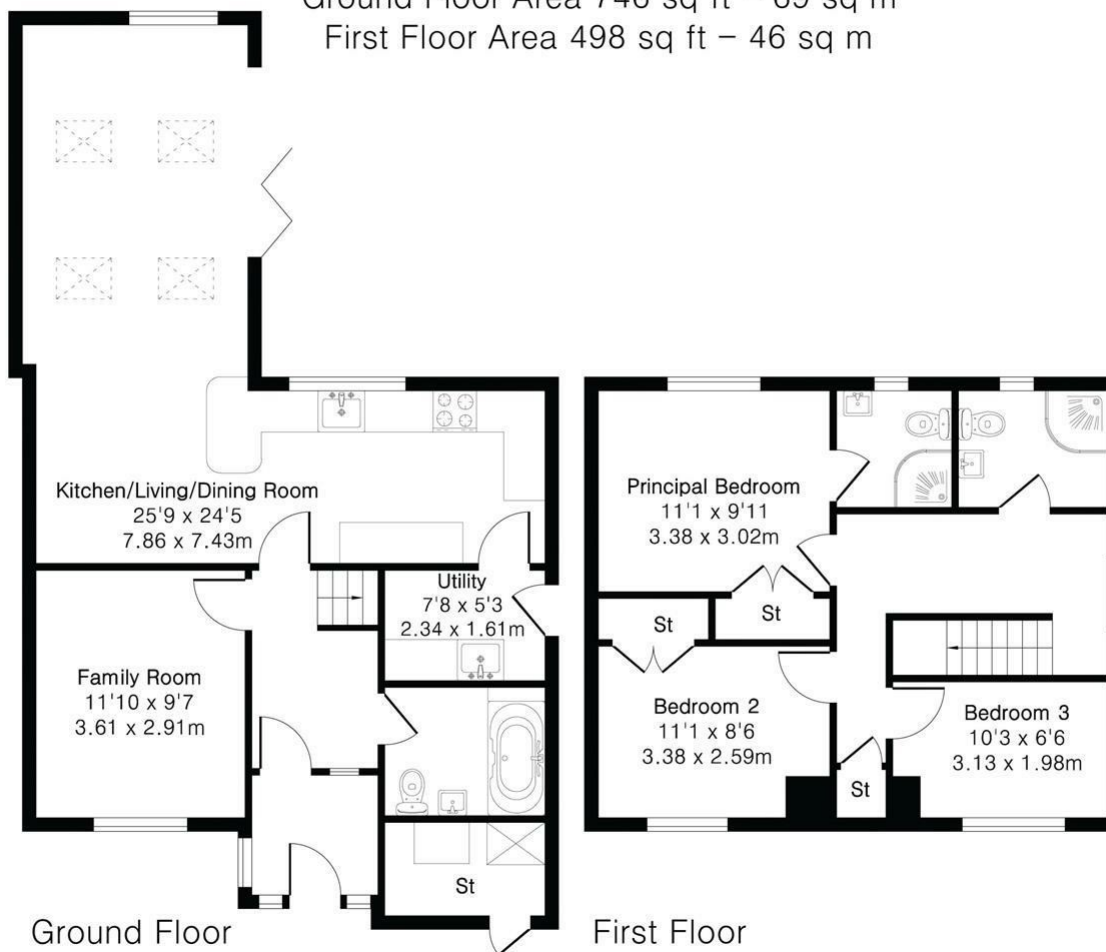 Ground Floor Area 746 sq ft – 69 sq m
First Floor Area 498 sq ft – 46 sq m
Kitchen/Living/Dining Room
25'9 x 24'5
7.86 x 7.43m
Utility
7'8 x 5'3
2.34 x 1.61m
Family Room
11'10 x 9'7
3.61 x 2.91m
St
Ground Floor
Principal Bedroom
11'1 x 9'11
3.38 x 3.02m
St
St
Bedroom 2
11'1 x 8'6
3.38 x 2.59m
Bedroom 3
10'3 x 6'6
3.13 x 1.98m
St
First Floor